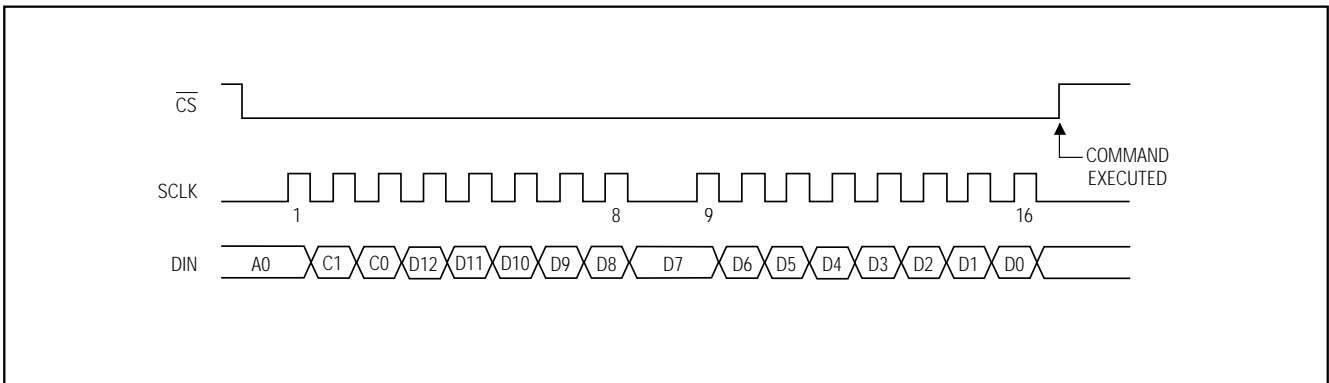 CS
COMMAND
EXECUTED
SCLK
1 8 9 16
DIN A0 C1 C0 D12 D11 D10 D9 D8 D7 D6 D5 D4 D3 D2 D1 D0